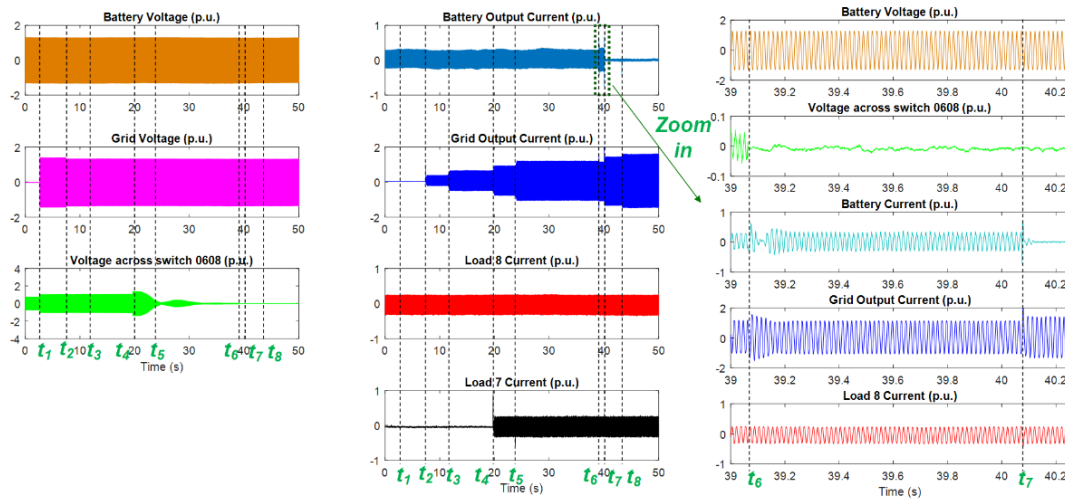 Battery Voltage (p.u.)
2
0
-2
0 10 20 30 40 50
Grid Voltage (p.u.)
2
0
-2
0 10 20 30 40 50
Voltage across switch 0608 (p.u.)
4
2
0
-2
-4
0 10 20 30 40 50
t1 t2 t3 t4 t5 t6 t7 t8
Time (s)
Battery Output Current (p.u.)
1
0
-1
0 10 20 30 40 50
Grid Output Current (p.u.)
2
0
-2
0 10 20 30 40 50
Load 8 Current (p.u.)
1
0
-1
0 10 20 30 40 50
Load 7 Current (p.u.)
1
0
-1
0 10 20 30 40 50
t1 t2 t3 t4 t5 t6 t7 t8
Time (s)
Zoom
in
Battery Voltage (p.u.)
2
0
-2
39 39.2 39.4 39.6 39.8 40 40.2
Voltage across switch 0608 (p.u.)
0.1
0
-0.1
39 39.2 39.4 39.6 39.8 40 40.2
Battery Current (p.u.)
1
0
-1
39 39.2 39.4 39.6 39.8 40 40.2
Grid Output Current (p.u.)
2
0
-2
39 39.2 39.4 39.6 39.8 40 40.2
Load 8 Current (p.u.)
1
0
-1
39 39.2 39.4 39.6 39.8 40 40.2
t6 t7
Time (s)